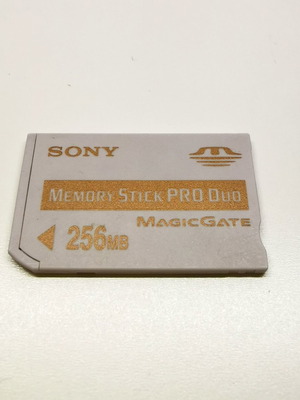 SONY
MEMORY STICK PRO DUO
MAGICGATE
256MB